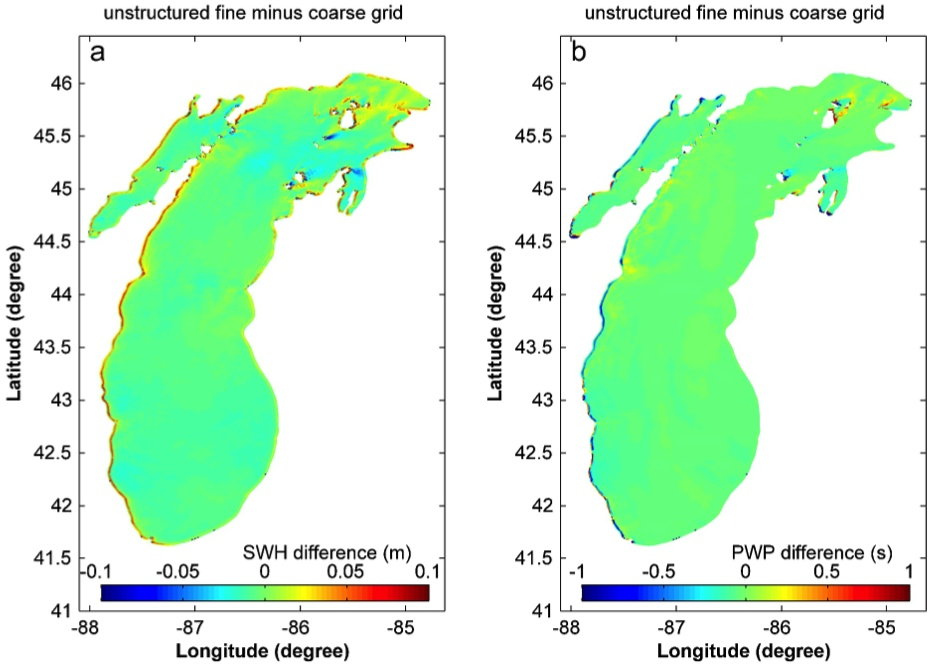 unstructured fine minus coarse grid
a
46
45.5
45
44.5
44
43.5
43
42.5
42
41.5
41
Latitude (degree)
SWH difference (m)
-0.1 -0.05 0 0.05 0.1
-88 -87 -86 -85
Longitude (degree)
unstructured fine minus coarse grid
b
46
45.5
45
44.5
44
43.5
43
42.5
42
41.5
41
Latitude (degree)
PWP difference (s)
-1 -0.5 0 0.5 1
-88 -87 -86 -85
Longitude (degree)